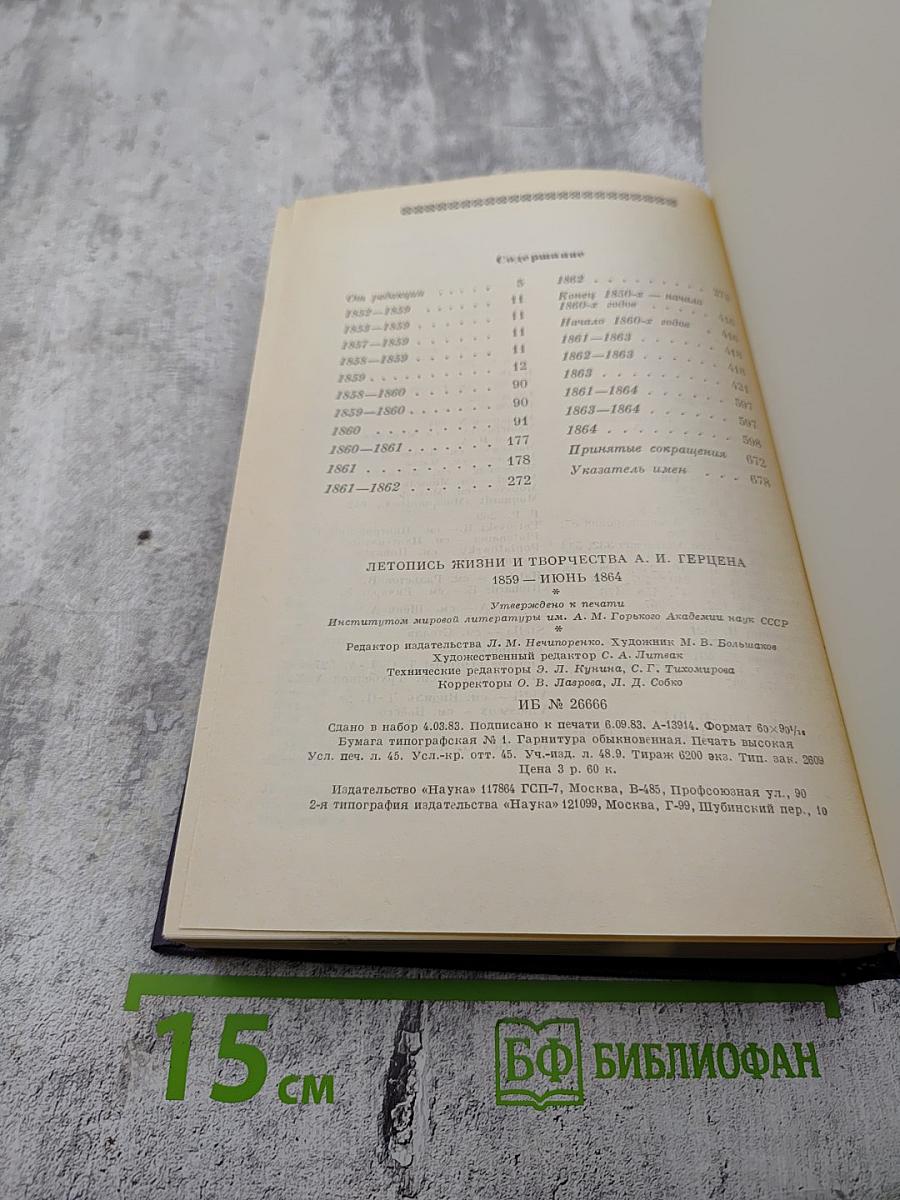 Содержание
От редакции . . . . . 5
1852—1859 . . . . . . 11
1853—1859 . . . . . . 11
1857—1859 . . . . . . 11
1858—1859 . . . . . . 11
1859 . . . . . . . . . 12
1858—1860 . . . . . . 90
1859—1860 . . . . . . 90
1860 . . . . . . . . . 91
1860—1861 . . . . . . 177
1861 . . . . . . . . . 178
1861—1862 . . . . . . 272
1862 . . . . . . . .
Конец 1850-х — начало
1860-х годов . . . .
Начало 1860-х годов . 416
1861—1863 . . . . . . 418
1862—1863 . . . . . . 418
1863 . . . . . . . . . 421
1861—1864 . . . . . . 597
1863—1864 . . . . . . 597
1864 . . . . . . . . . 598
Принятые сокращения 672
Указатель имен . . . 678
ЛЕТОПИСЬ ЖИЗНИ И ТВОРЧЕСТВА А. И. ГЕРЦЕНА
1859 — ИЮНЬ 1864
*
Утверждено к печати
Институтом мировой литературы им. А. М. Горького Академии наук СССР
*
Редактор издательства Л. М. Нечипоренко. Художник М. В. Большаков
Художественный редактор С. А. Литвак
Технические редакторы Э. Л. Кунина, С. Г. Тихомирова
Корректоры О. В. Лаврова, Л. Д. Собко
ИБ № 26666
Сдано в набор 4.03.83. Подписано к печати 6.09.83. А-13914. Формат 60×90¹/₁₆
Бумага типографская № 1. Гарнитура обыкновенная. Печать высокая
Усл. печ. л. 45. Усл.-кр. отт. 45. Уч.-изд. л. 48.9. Тираж 6200 экз. Тип. зак. 2609
Цена 3 р. 60 к.
Издательство «Наука» 117864 ГСП-7, Москва, В-485, Профсоюзная ул., 90
2-я типография издательства «Наука» 121099, Москва, Г-99, Шубинский пер., 10
15 см
БФ БИБЛИОФАН